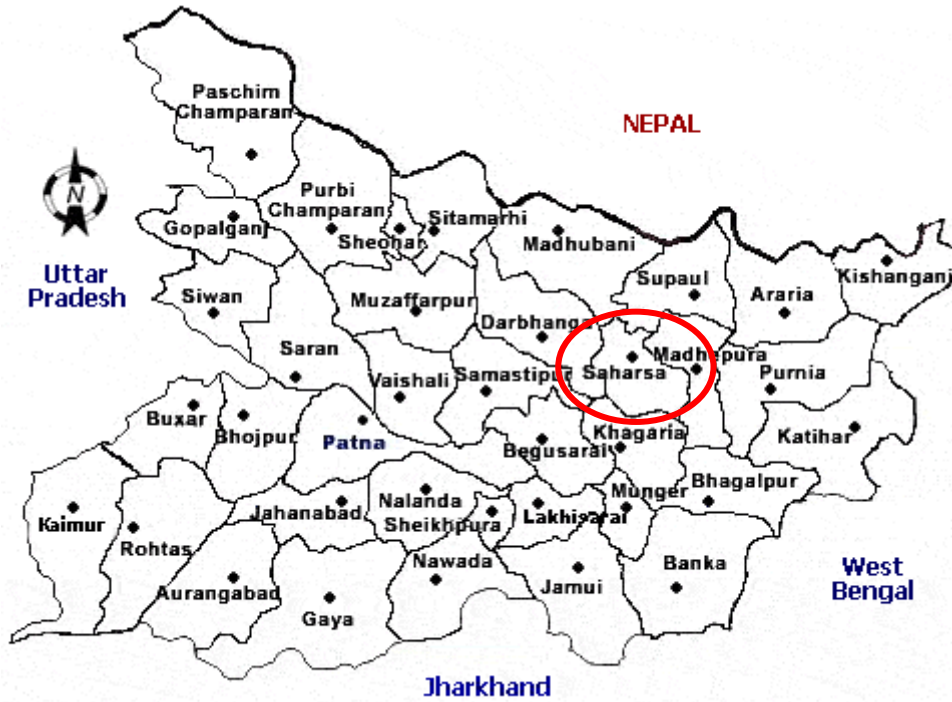 Paschim
Champaran
NEPAL
N
Purbi
Champaran
Sitamarhi
Gopalganj
Sheohar
Madhubani
Uttar
Pradesh
Supaul
Kishanganj
Siwan
Muzaffarpur
Araria
Darbhanga
Saran
Madhepura
Vaishali
Samastipur
Saharsa
Purnia
Buxar
Bhojpur
Patna
Khagaria
Katihar
Begusarai
Nalanda
Munger
Bhagalpur
Jahanabad
Sheikhpura
Lakhisarai
Kaimur
Rohtas
Nawada
Banka
West
Bengal
Aurangabad
Jamui
Gaya
Jharkhand